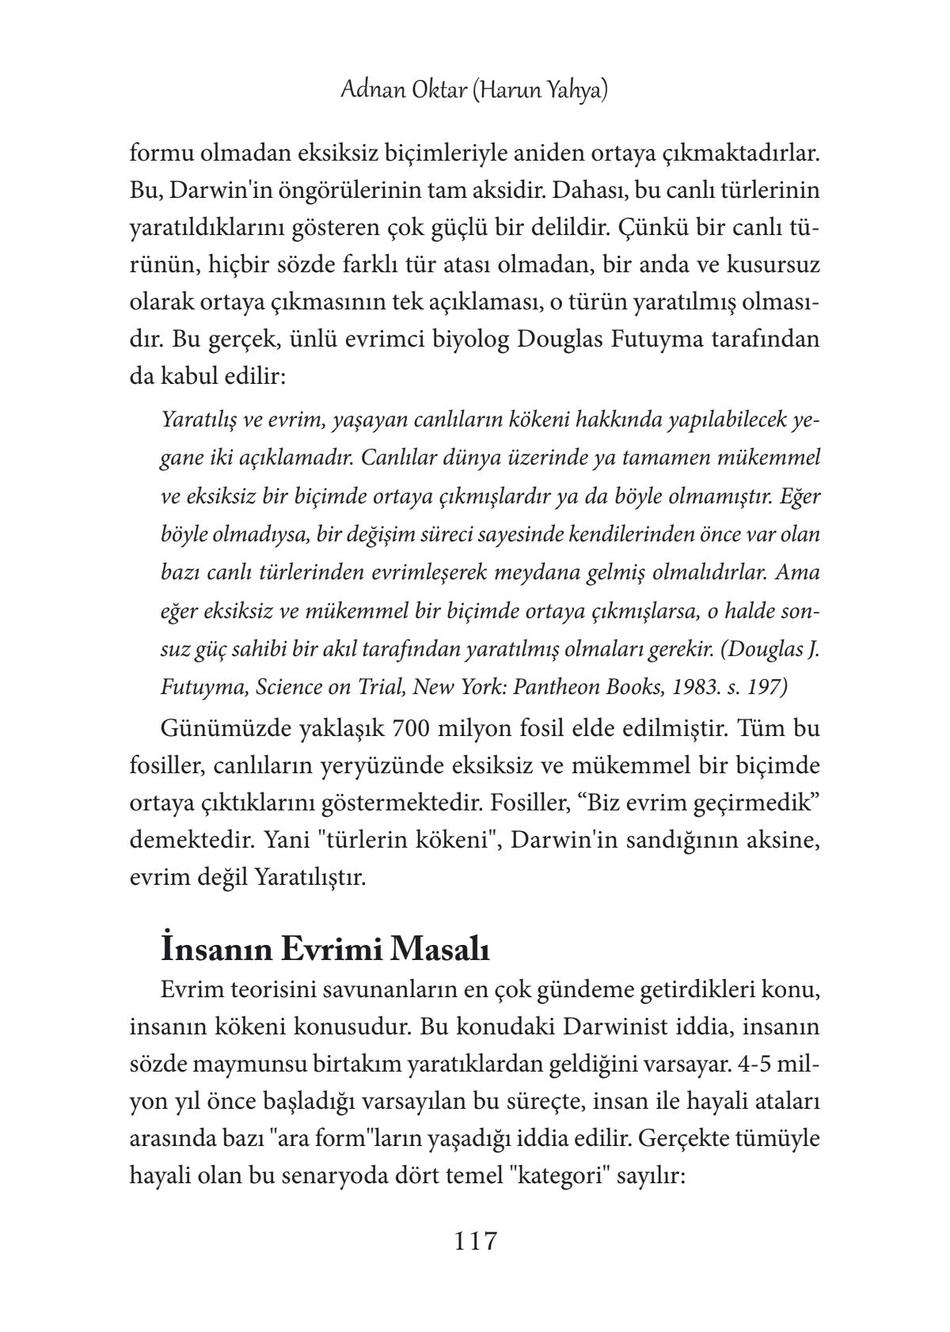 Adnan Oktar (Harun Yahya)
formu olmadan eksiksiz biçimleriyle aniden ortaya çıkmaktadırlar.
Bu, Darwin'in öngörülerinin tam aksidir. Dahası, bu canlı türlerinin
yaratıldıklarını gösteren çok güçlü bir delildir. Çünkü bir canlı tü-
rünün, hiçbir sözde farklı tür atası olmadan, bir anda ve kusursuz
olarak ortaya çıkmasının tek açıklaması, o türün yaratılmış olması-
dır. Bu gerçek, ünlü evrimci biyolog Douglas Futuyma tarafından
da kabul edilir:
Yaratılış ve evrim, yaşayan canlıların kökeni hakkında yapılabilecek ye-
gane iki açıklamadır. Canlılar dünya üzerinde ya tamamen mükemmel
ve eksiksiz bir biçimde ortaya çıkmışlardır ya da böyle olmamıştır. Eğer
böyle olmadıysa, bir değişim süreci sayesinde kendilerinden önce var olan
bazı canlı türlerinden evrimleşerek meydana gelmiş olmalıdırlar. Ama
eğer eksiksiz ve mükemmel bir biçimde ortaya çıkmışlarsa, o halde son-
suz güç sahibi bir akıl tarafından yaratılmış olmaları gerekir. (Douglas J.
Futuyma, Science on Trial, New York: Pantheon Books, 1983. s. 197)
Günümüzde yaklaşık 700 milyon fosil elde edilmiştir. Tüm bu
fosiller, canlıların yeryüzünde eksiksiz ve mükemmel bir biçimde
ortaya çıktıklarını göstermektedir. Fosiller, “Biz evrim geçirmedik”
demektedir. Yani "türlerin kökeni", Darwin'in sandığının aksine,
evrim değil Yaratılıştır.
İnsanın Evrimi Masalı
Evrim teorisini savunanların en çok gündeme getirdikleri konu,
insanın kökeni konusudur. Bu konudaki Darwinist iddia, insanın
sözde maymunsu birtakım yaratıklardan geldiğini varsayar. 4-5 mil-
yon yıl önce başladığı varsayılan bu süreçte, insan ile hayali ataları
arasında bazı "ara form"ların yaşadığı iddia edilir. Gerçekte tümüyle
hayali olan bu senaryoda dört temel "kategori" sayılır:
117